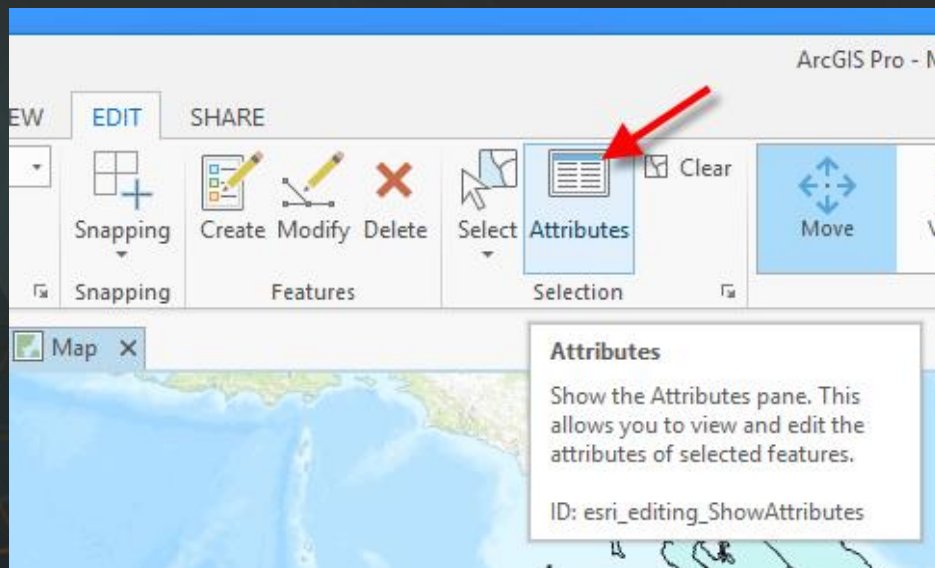 ArcGIS Pro - M
EW EDIT SHARE
Clear
Snapping Create Modify Delete Select Attributes Move
Snapping Features Selection
Map
Attributes
Show the Attributes pane. This
allows you to view and edit the
attributes of selected features.
ID: esri_editing_ShowAttributes